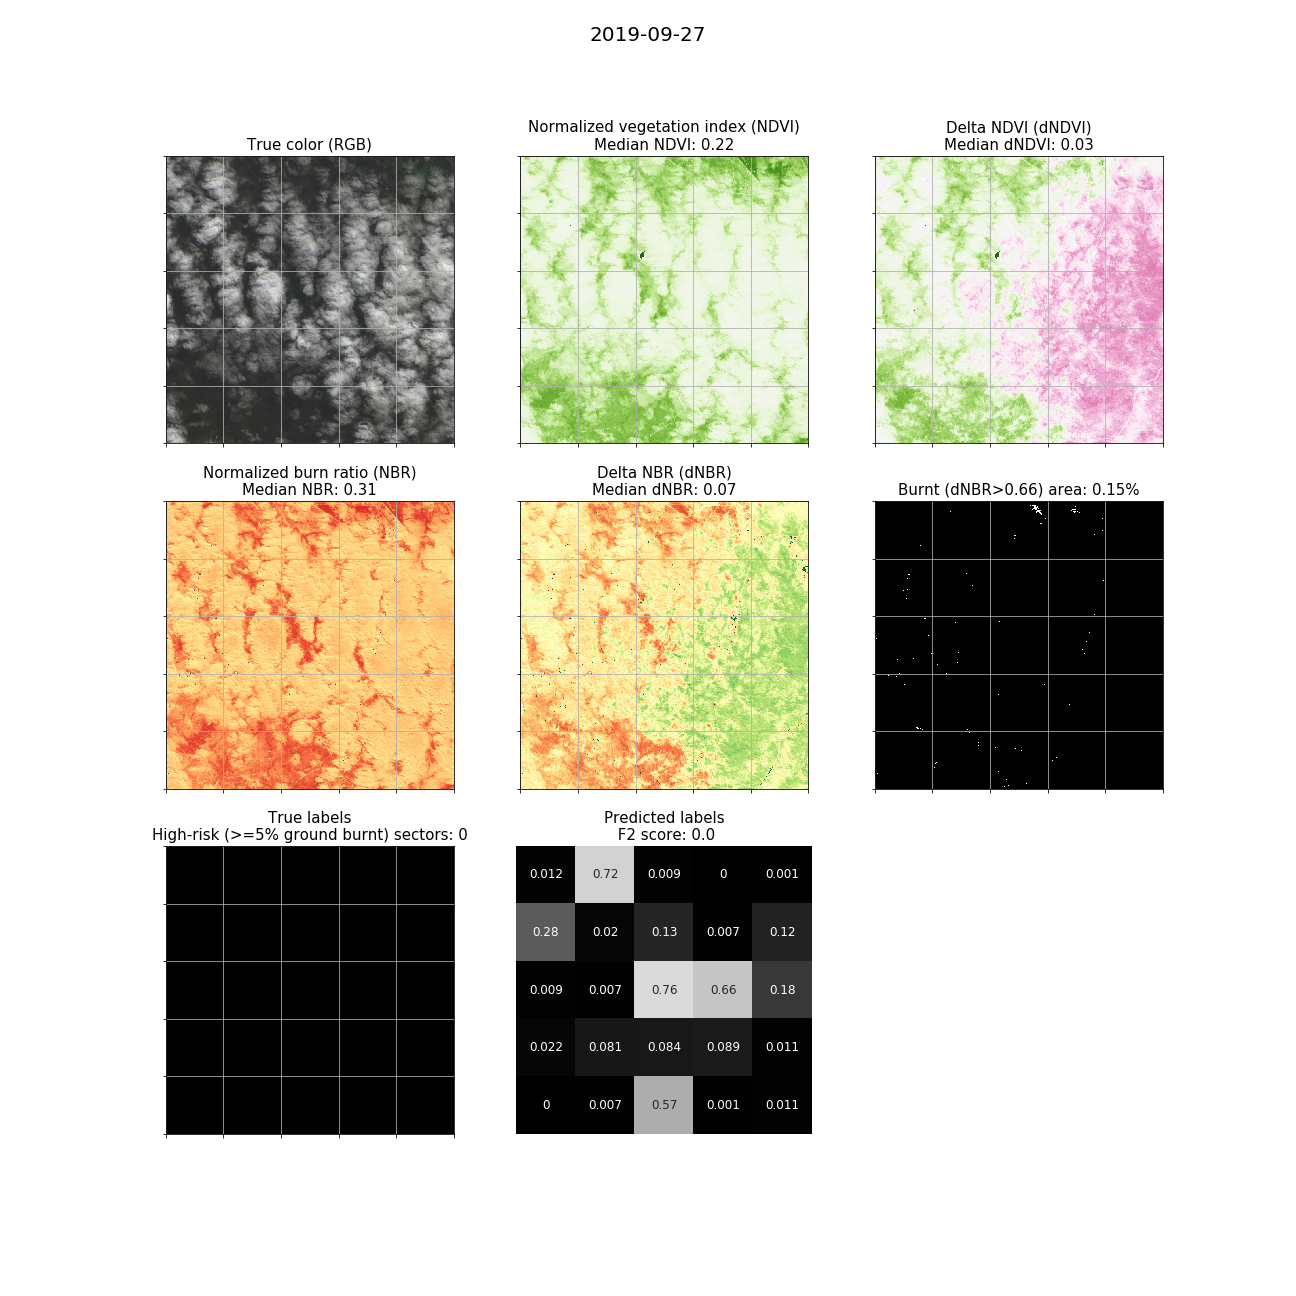 2019-09-27
True color (RGB)
Normalized vegetation index (NDVI)
Median NDVI: 0.22
Delta NDVI (dNDVI)
Median dNDVI: 0.03
Normalized burn ratio (NBR)
Median NBR: 0.31
Delta NBR (dNBR)
Median dNBR: 0.07
Burnt (dNBR>0.66) area: 0.15%
True labels
High-risk (>=5% ground burnt) sectors: 0
Predicted labels
F2 score: 0.0
0.012 0.72 0.009 0 0.001
0.28 0.02 0.13 0.007 0.12
0.009 0.007 0.76 0.66 0.18
0.022 0.081 0.084 0.089 0.011
0 0.007 0.57 0.001 0.011